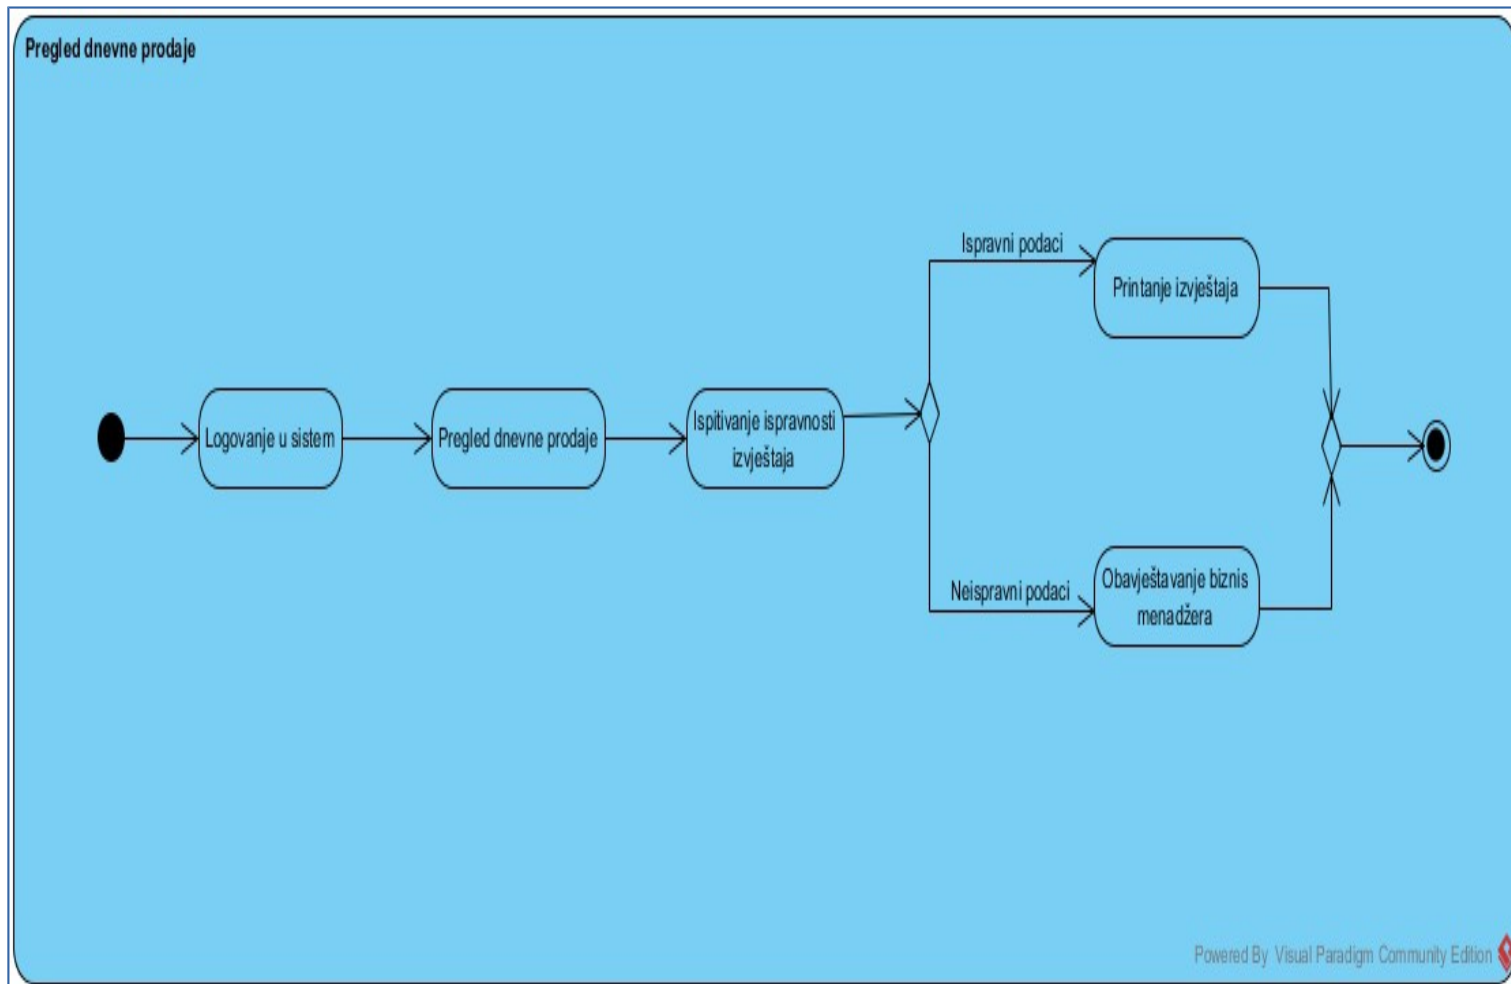 Pregled dnevne prodaje
Ispravni podaci
Printanje izvještaja
Logovanje u sistem
Pregled dnevne prodaje
Ispitivanje ispravnosti
izvještaja
Neispravni podaci
Obavještavanje biznis
menadžera
Powered By Visual Paradigm Community Edition